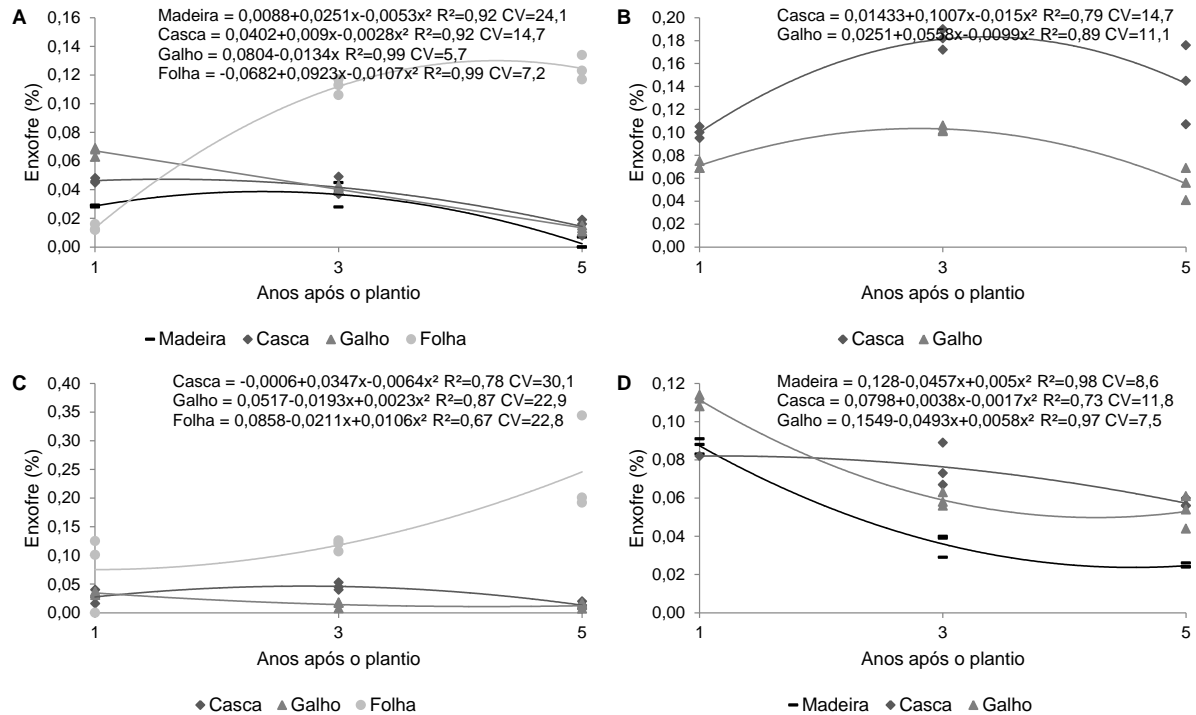 A
Madeira = 0,0088+0,0251x-0,0053x² R²=0,92 CV=24,1
Casca = 0,0402+0,009x-0,0028x² R²=0,92 CV=14,7
Galho = 0,0804-0,0134x R²=0,99 CV=5,7
Folha = -0,0682+0,0923x-0,0107x² R²=0,99 CV=7,2
Enxofre (%)
0,16
0,14
0,12
0,10
0,08
0,06
0,04
0,02
0,00
1 3 5
Anos após o plantio
Madeira Casca Galho Folha
B
Casca = 0,01433+0,1007x-0,015x² R²=0,79 CV=14,7
Galho = 0,0251+0,0558x-0,0099x² R²=0,89 CV=11,1
Enxofre (%)
0,20
0,18
0,16
0,14
0,12
0,10
0,08
0,06
0,04
0,02
0,00
1 3 5
Anos após o plantio
Casca Galho
C
Casca = -0,0006+0,0347x-0,0064x² R²=0,78 CV=30,1
Galho = 0,0517-0,0193x+0,0023x² R²=0,87 CV=22,9
Folha = 0,0858-0,0211x+0,0106x² R²=0,67 CV=22,8
Enxofre (%)
0,40
0,35
0,30
0,25
0,20
0,15
0,10
0,05
0,00
1 3 5
Anos após o plantio
Casca Galho Folha
D
Madeira = 0,128-0,0457x+0,005x² R²=0,98 CV=8,6
Casca = 0,0798+0,0038x-0,0017x² R²=0,73 CV=11,8
Galho = 0,1549-0,0493x+0,0058x² R²=0,97 CV=7,5
Enxofre (%)
0,12
0,10
0,08
0,06
0,04
0,02
0,00
1 3 5
Anos após o plantio
Madeira Casca Galho